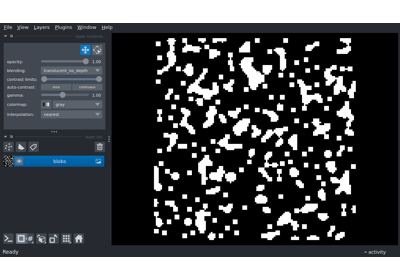 File View Layers Plugins Window Help
layer controls
opacity: 1.00
blending: translucent_no_depth
contrast limits:
auto-contrast: once continuous
gamma: 1.00
colormap: gray
interpolation: nearest
layer list
blobs
Ready activity